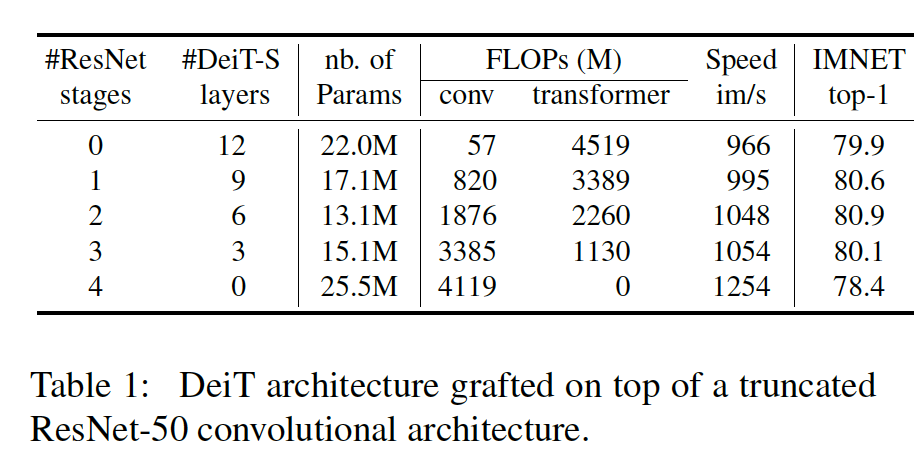 #ResNet #DeiT-S nb. of FLOPs (M) Speed IMNET
stages layers Params conv transformer im/s top-1
0 12 22.0M 57 4519 966 79.9
1 9 17.1M 820 3389 995 80.6
2 6 13.1M 1876 2260 1048 80.9
3 3 15.1M 3385 1130 1054 80.1
4 0 25.5M 4119 0 1254 78.4
Table 1: DeiT architecture grafted on top of a truncated
ResNet-50 convolutional architecture.